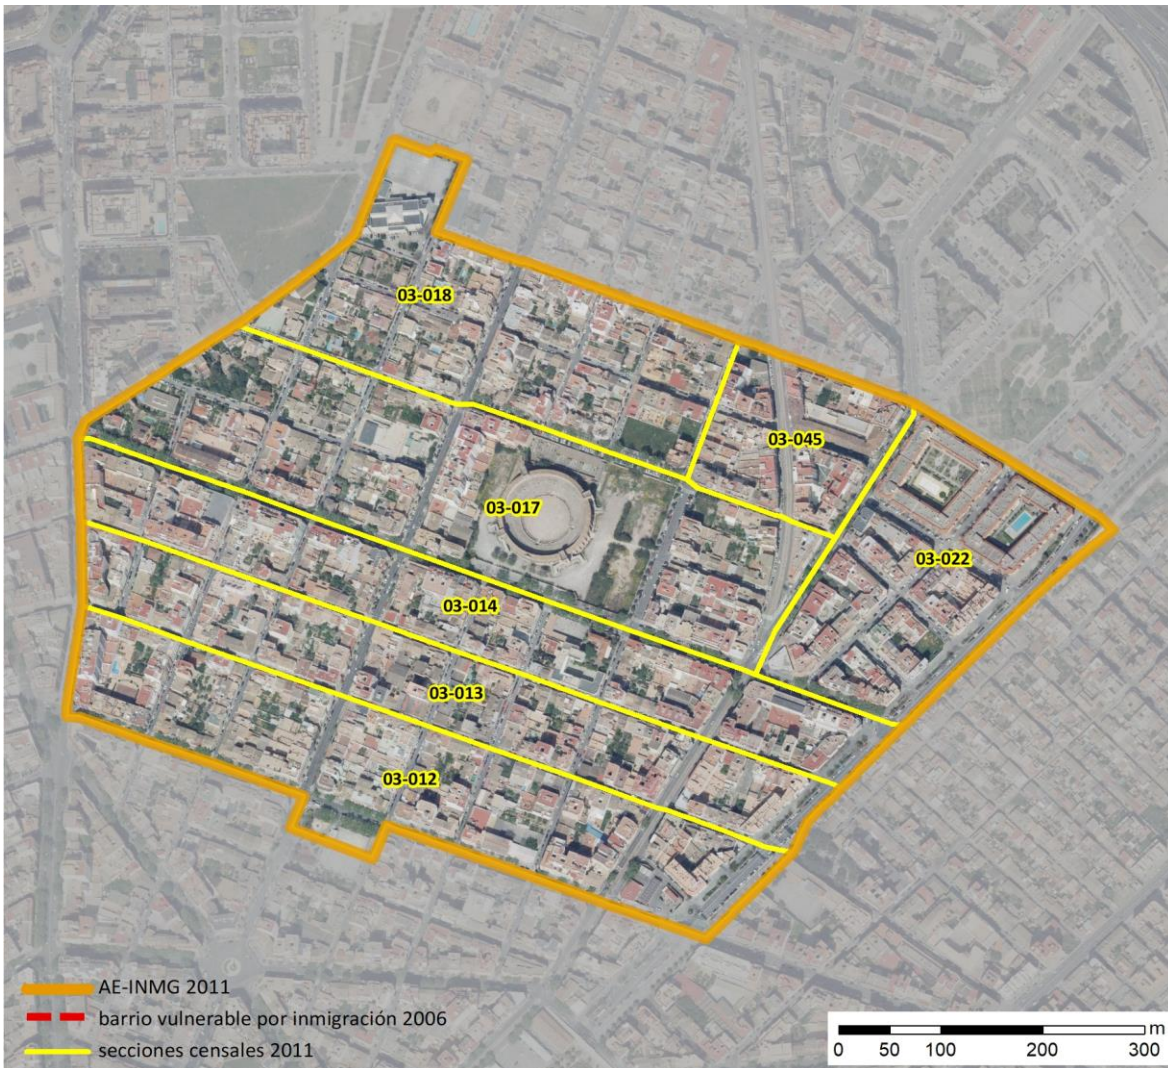 03-018
03-045
03-017
03-022
03-014
03-013
03-012
AE-INMG 2011
barrio vulnerable por inmigración 2006
secciones censales 2011
m
0 50 100 200 300